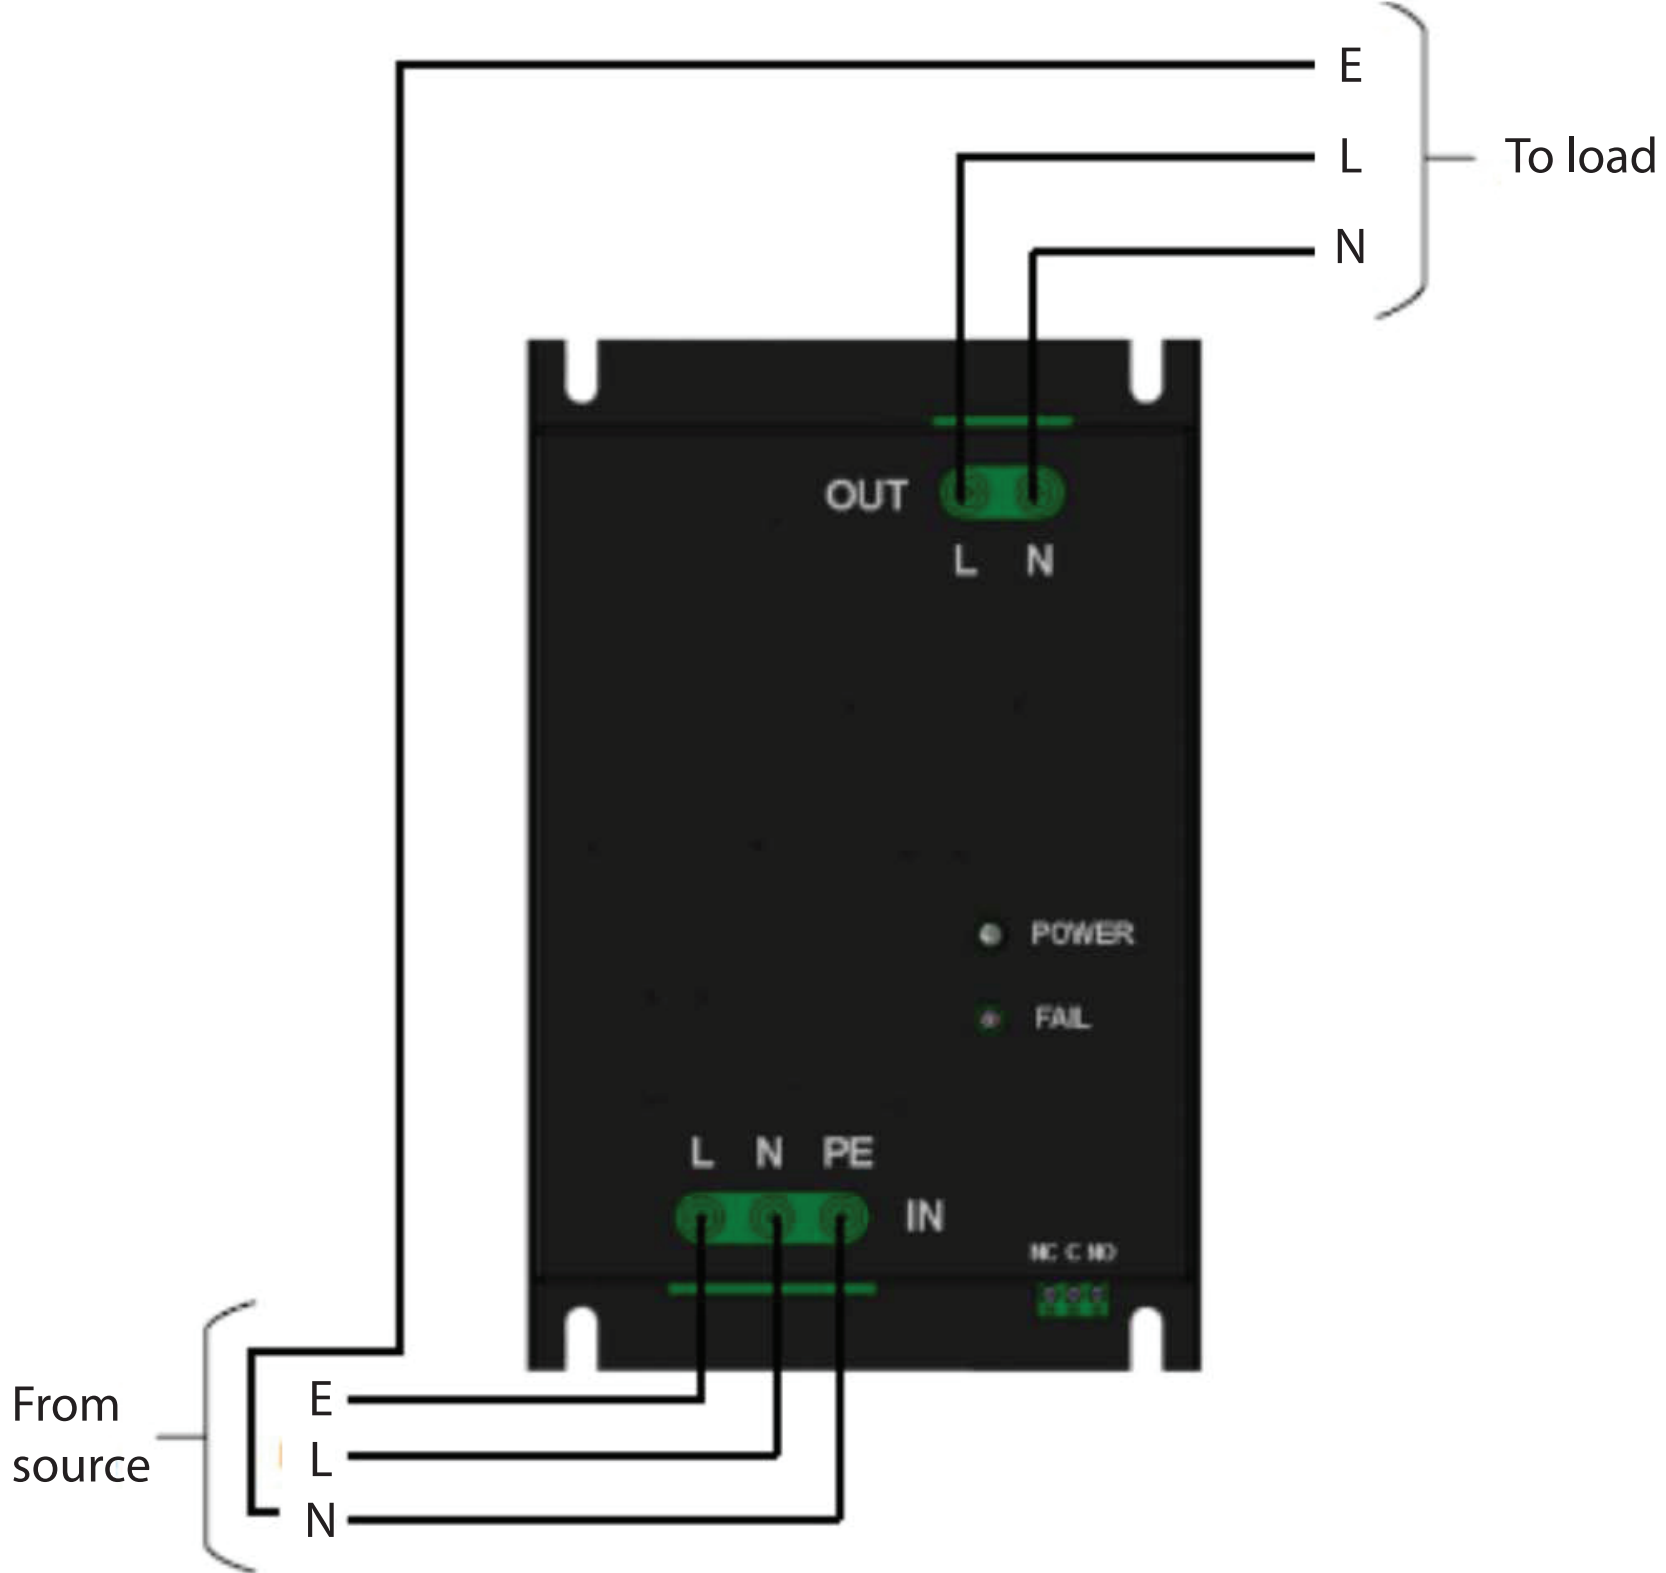 E
L
To load
N
OUT
L N
POWER
FAIL
L N PE
IN
NC C NO
From
source
E
L
N